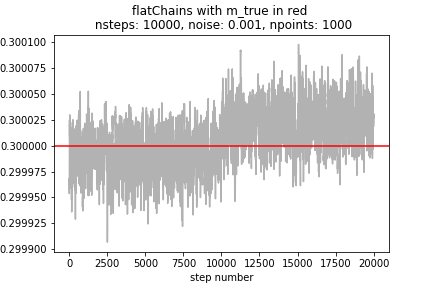 flatChains with m_true in red
nsteps: 10000, noise: 0.001, npoints: 1000
0.300100
0.300075
0.300050
0.300025
0.300000
0.299975
0.299950
0.299925
0.299900
0 2500 5000 7500 10000 12500 15000 17500 20000
step number